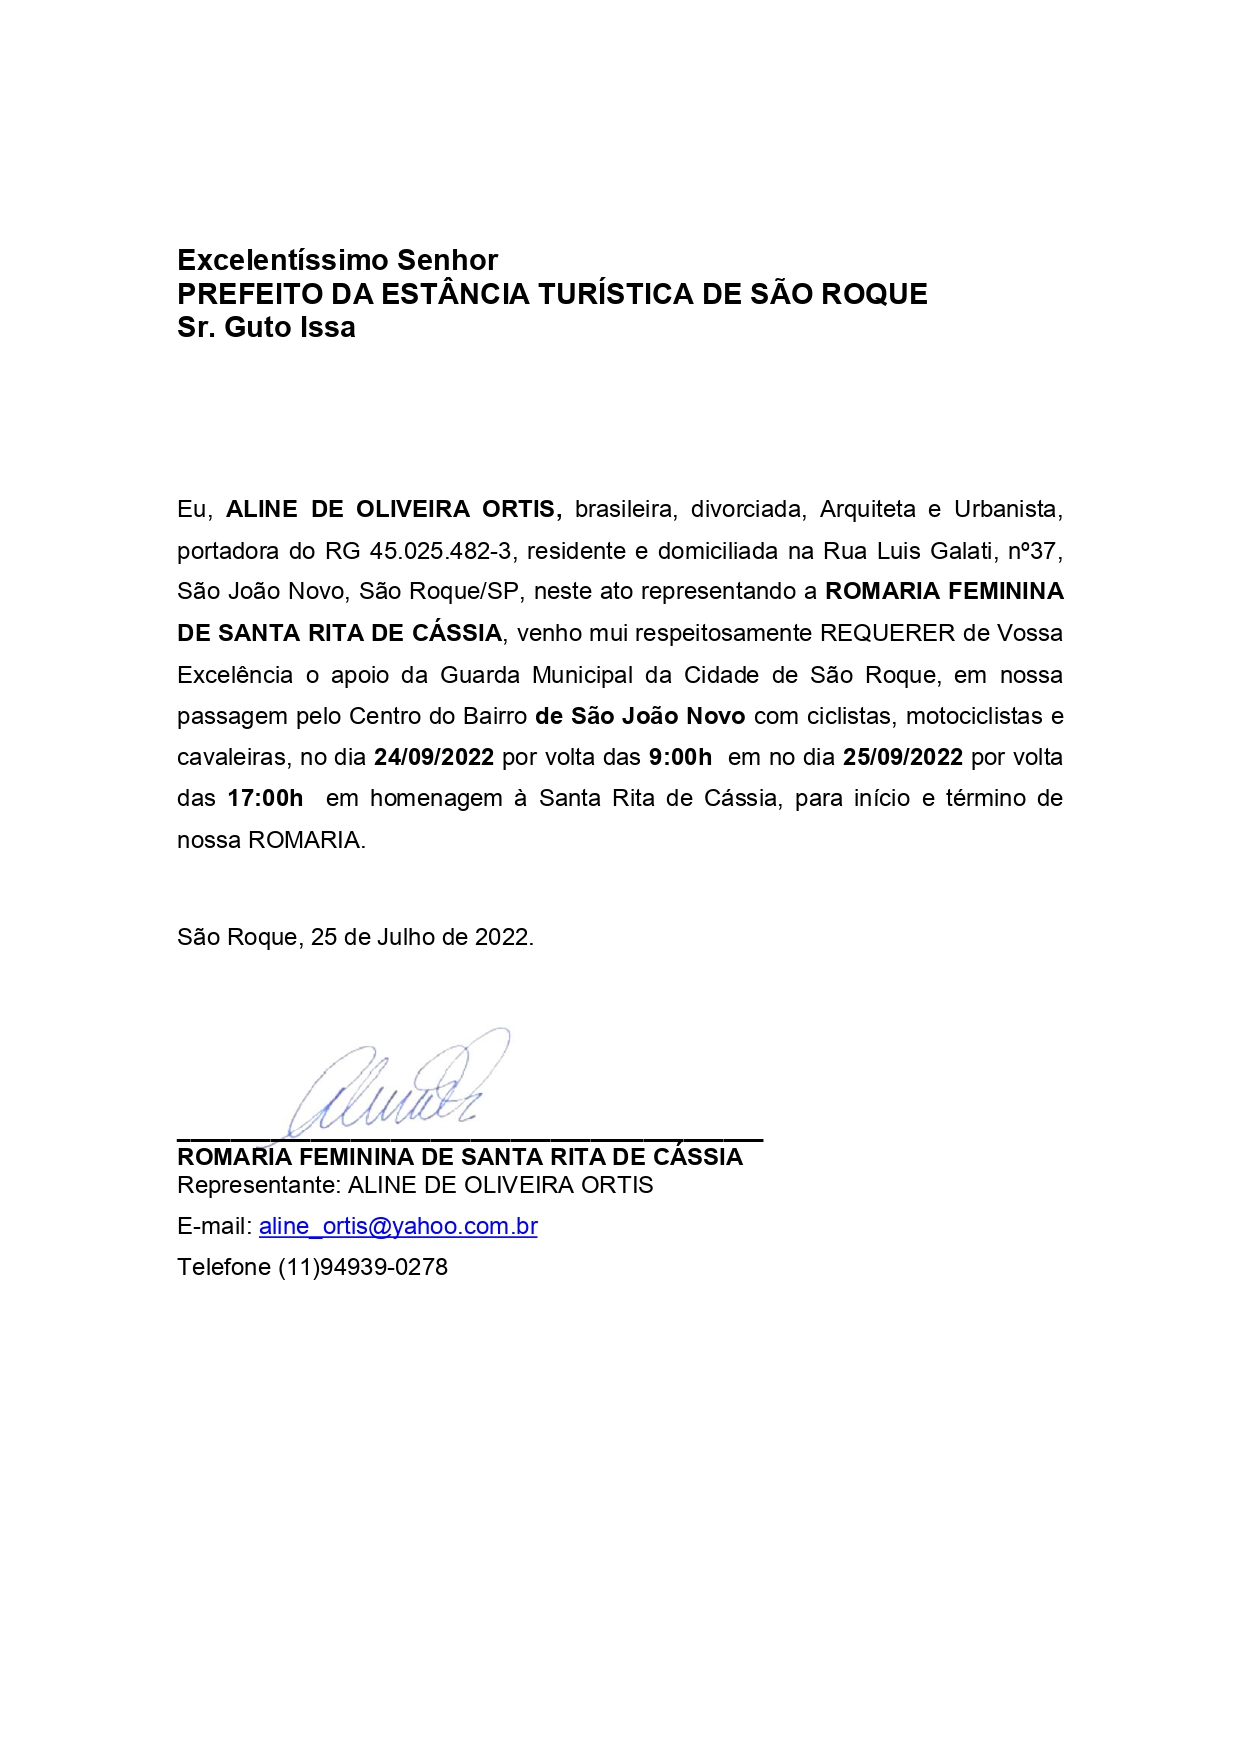 Excelentíssimo Senhor
PREFEITO DA ESTÂNCIA TURÍSTICA DE SÃO ROQUE
Sr. Guto Issa
Eu, ALINE DE OLIVEIRA ORTIS, brasileira, divorciada, Arquiteta e Urbanista,
portadora do RG 45.025.482-3, residente e domiciliada na Rua Luis Galati, nº37,
São João Novo, São Roque/SP, neste ato representando a ROMARIA FEMININA
DE SANTA RITA DE CÁSSIA, venho mui respeitosamente REQUERER de Vossa
Excelência o apoio da Guarda Municipal da Cidade de São Roque, em nossa
passagem pelo Centro do Bairro de São João Novo com ciclistas, motociclistas e
cavaleiras, no dia 24/09/2022 por volta das 9:00h em no dia 25/09/2022 por volta
das 17:00h em homenagem à Santa Rita de Cássia, para início e término de
nossa ROMARIA.
São Roque, 25 de Julho de 2022.
ROMARIA FEMININA DE SANTA RITA DE CÁSSIA
Representante: ALINE DE OLIVEIRA ORTIS
E-mail: aline_ortis@yahoo.com.br
Telefone (11)94939-0278